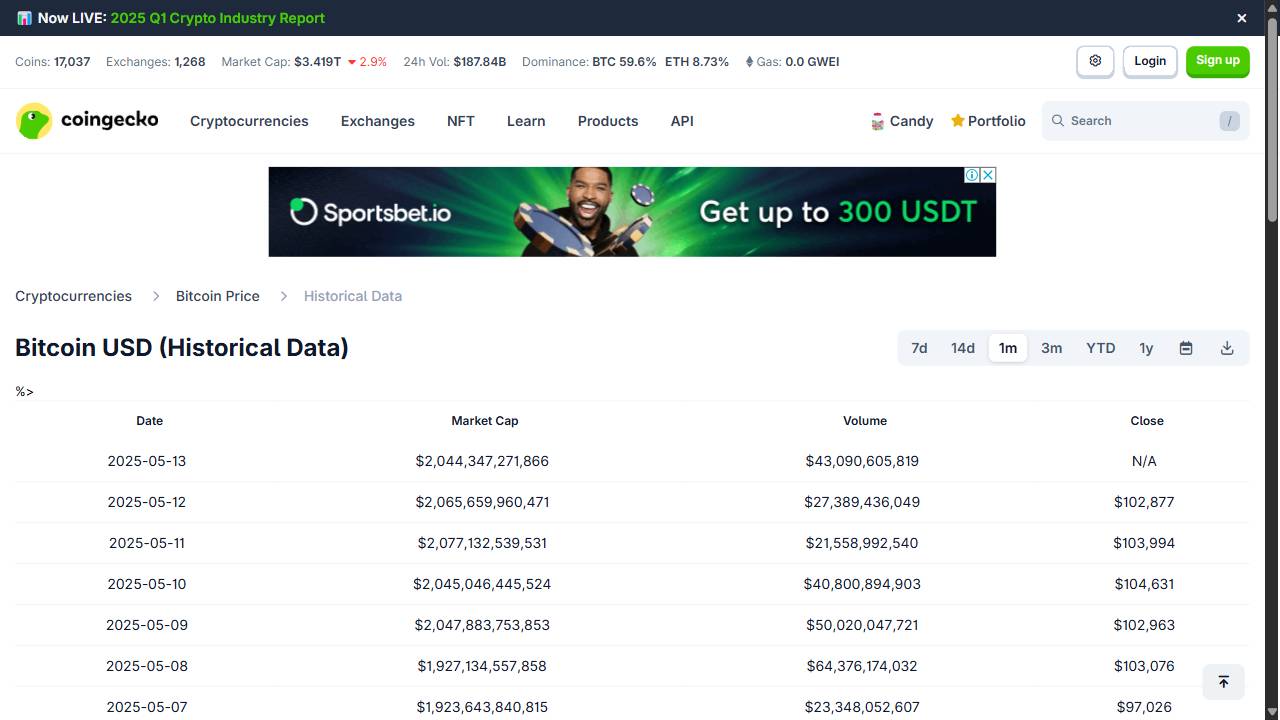 Now LIVE: 2025 Q1 Crypto Industry Report
Coins: 17,037 Exchanges: 1,268 Market Cap: $3.419T 2.9% 24h Vol: $187.84B Dominance: BTC 59.6% ETH 8.73% Gas: 0.0 GWEI Login Sign up
coingecko Cryptocurrencies Exchanges NFT Learn Products API Candy Portfolio Search /
Sportsbet.io Get up to 300 USDT
Cryptocurrencies > Bitcoin Price > Historical Data
Bitcoin USD (Historical Data) 7d 14d 1m 3m YTD 1y
%>
Date Market Cap Volume Close
2025-05-13 $2,044,347,271,866 $43,090,605,819 N/A
2025-05-12 $2,065,659,960,471 $27,389,436,049 $102,877
2025-05-11 $2,077,132,539,531 $21,558,992,540 $103,994
2025-05-10 $2,045,046,445,524 $40,800,894,903 $104,631
2025-05-09 $2,047,883,753,853 $50,020,047,721 $102,963
2025-05-08 $1,927,134,557,858 $64,376,174,032 $103,076
2025-05-07 $1,923,643,840,815 $23,348,052,607 $97,026